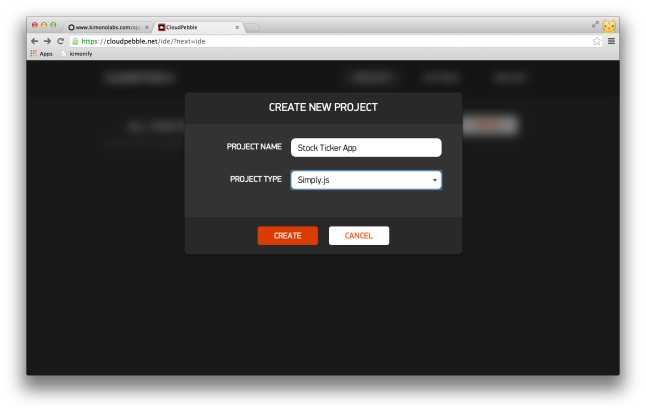 www.kimonolabs.com/api
CloudPebble
https://cloudpebble.net/ide/?next=ide
Apps
kimonify
CREATE NEW PROJECT
PROJECT NAME Stock Ticker App
PROJECT TYPE Simply.js
CREATE CANCEL